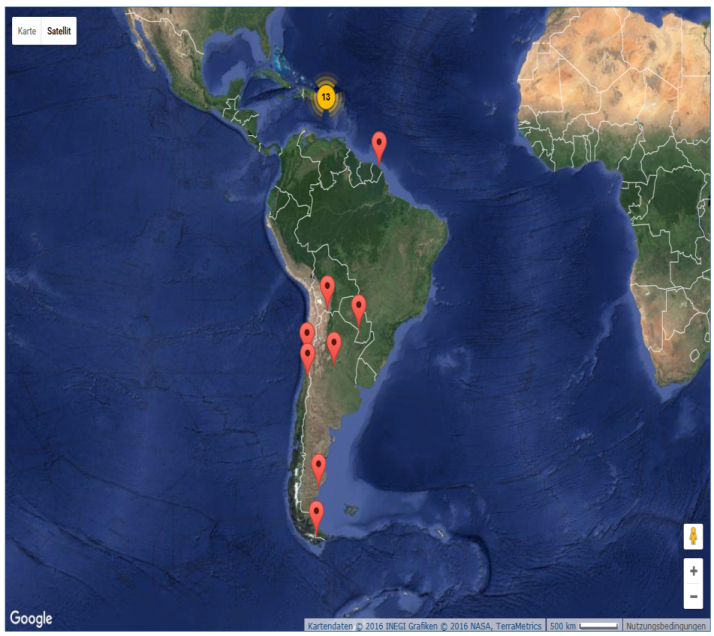 Karte Satellit
13
Google
Kartendaten © 2016 INEGI Grafiken © 2016 NASA, TerraMetrics 500 km Nutzungsbedingungen